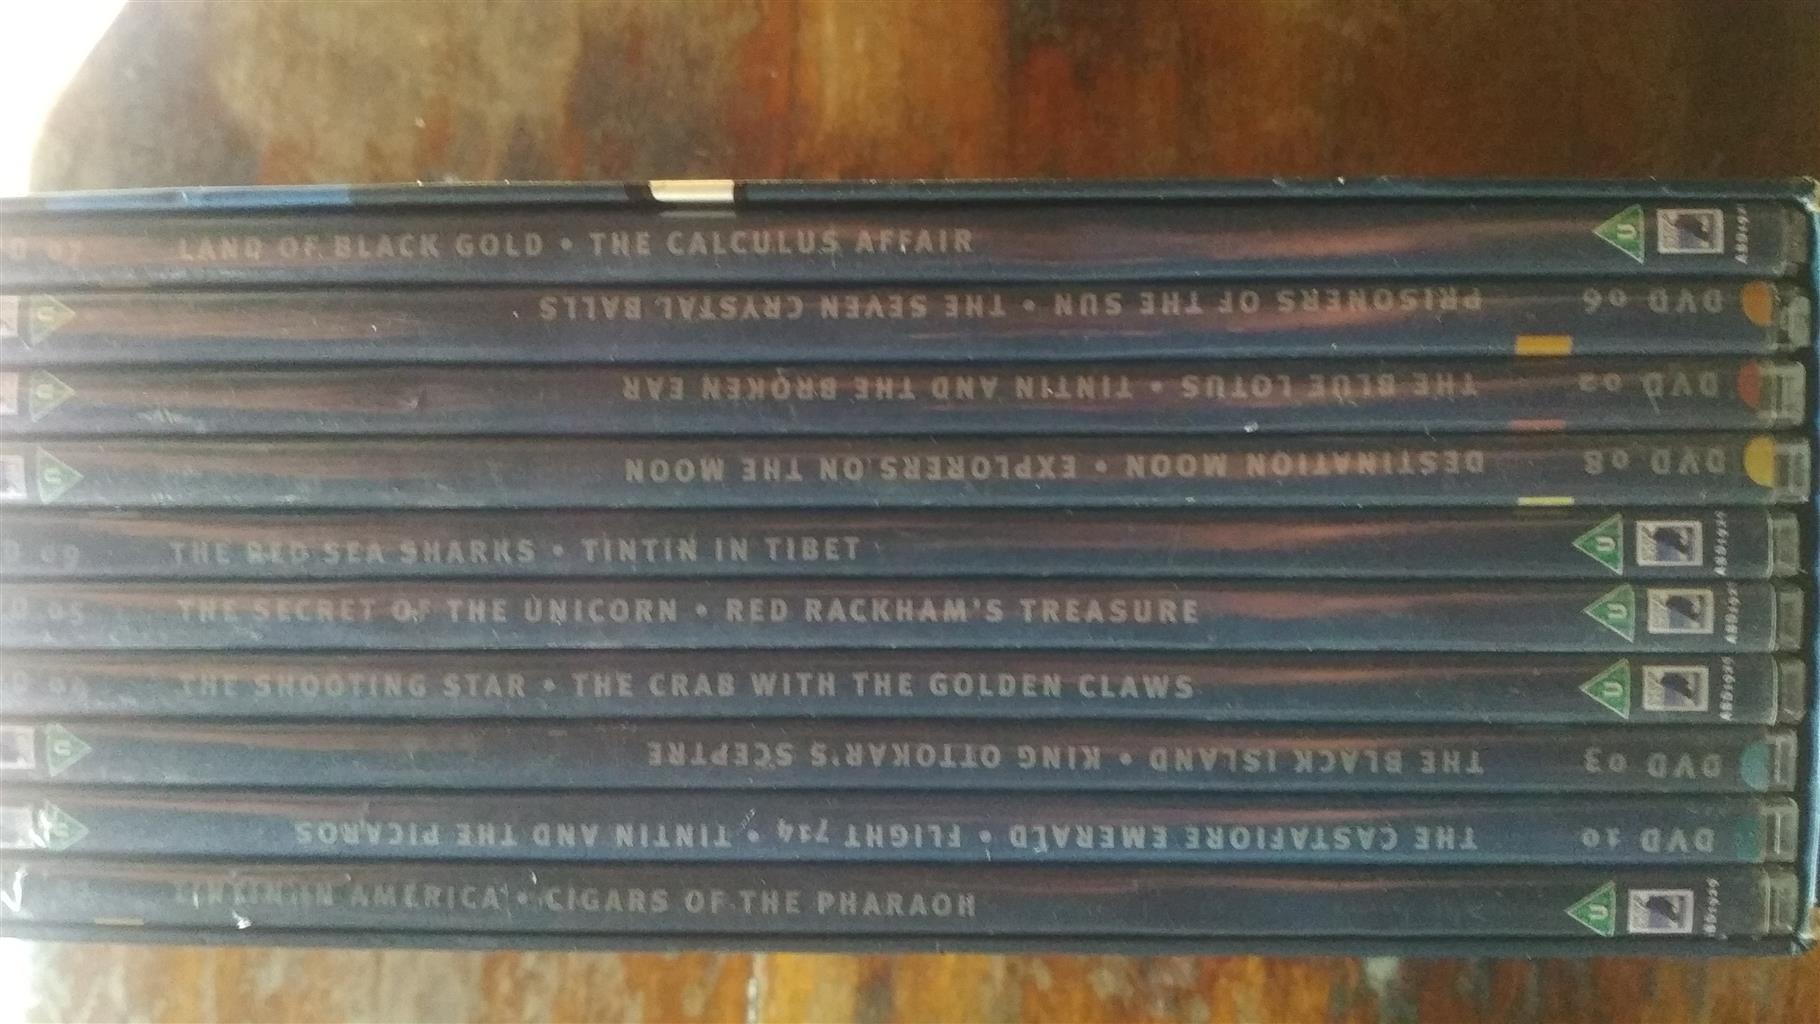 07 LAND OF BLACK GOLD • THE CALCULUS AFFAIR U
DVD 06 PRISONERS OF THE SUN • THE SEVEN CRYSTAL BALLS U
DVD 02 THE BLUE LOTUS • TINTIN AND THE BROKEN EAR U
DVD 08 DESTINATION MOON • EXPLORERS ON THE MOON U
09 THE RED SEA SHARKS • TINTIN IN TIBET U
05 THE SECRET OF THE UNICORN • RED RACKHAM'S TREASURE U
THE SHOOTING STAR • THE CRAB WITH THE GOLDEN CLAWS U
DVD 03 THE BLACK ISLAND • KING OTTOKAR'S SCEPTRE U
DVD 10 THE CASTAFIORE EMERALD • FLIGHT 714 • TINTIN AND THE PICAROS U
TINTIN IN AMERICA • CIGARS OF THE PHARAOH U